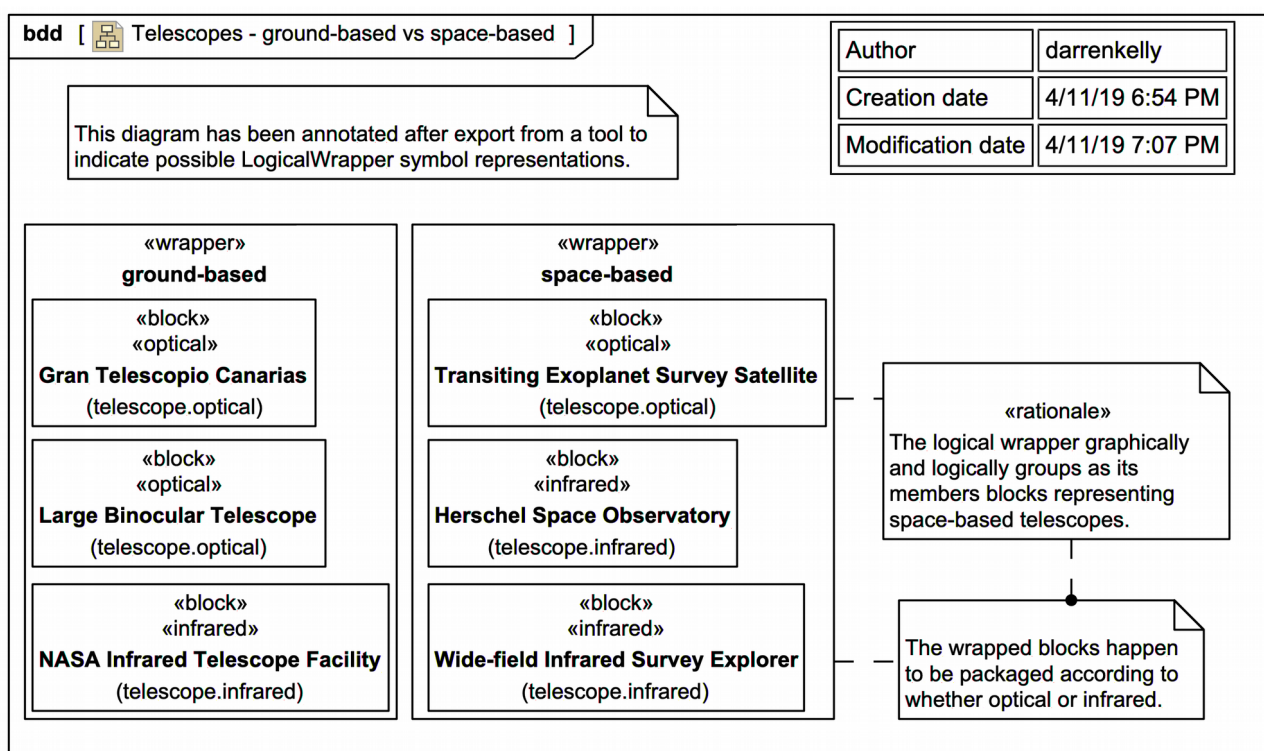 bdd [ Telescopes - ground-based vs space-based ]
Author darrenkelly
Creation date 4/11/19 6:54 PM
Modification date 4/11/19 7:07 PM
This diagram has been annotated after export from a tool to
indicate possible LogicalWrapper symbol representations.
«wrapper»
ground-based
«block»
«optical»
Gran Telescopio Canarias
(telescope.optical)
«block»
«optical»
Large Binocular Telescope
(telescope.optical)
«block»
«infrared»
NASA Infrared Telescope Facility
(telescope.infrared)
«wrapper»
space-based
«block»
«optical»
Transiting Exoplanet Survey Satellite
(telescope.optical)
«block»
«infrared»
Herschel Space Observatory
(telescope.infrared)
«block»
«infrared»
Wide-field Infrared Survey Explorer
(telescope.infrared)
«rationale»
The logical wrapper graphically
and logically groups as its
members blocks representing
space-based telescopes.
The wrapped blocks happen
to be packaged according to
whether optical or infrared.